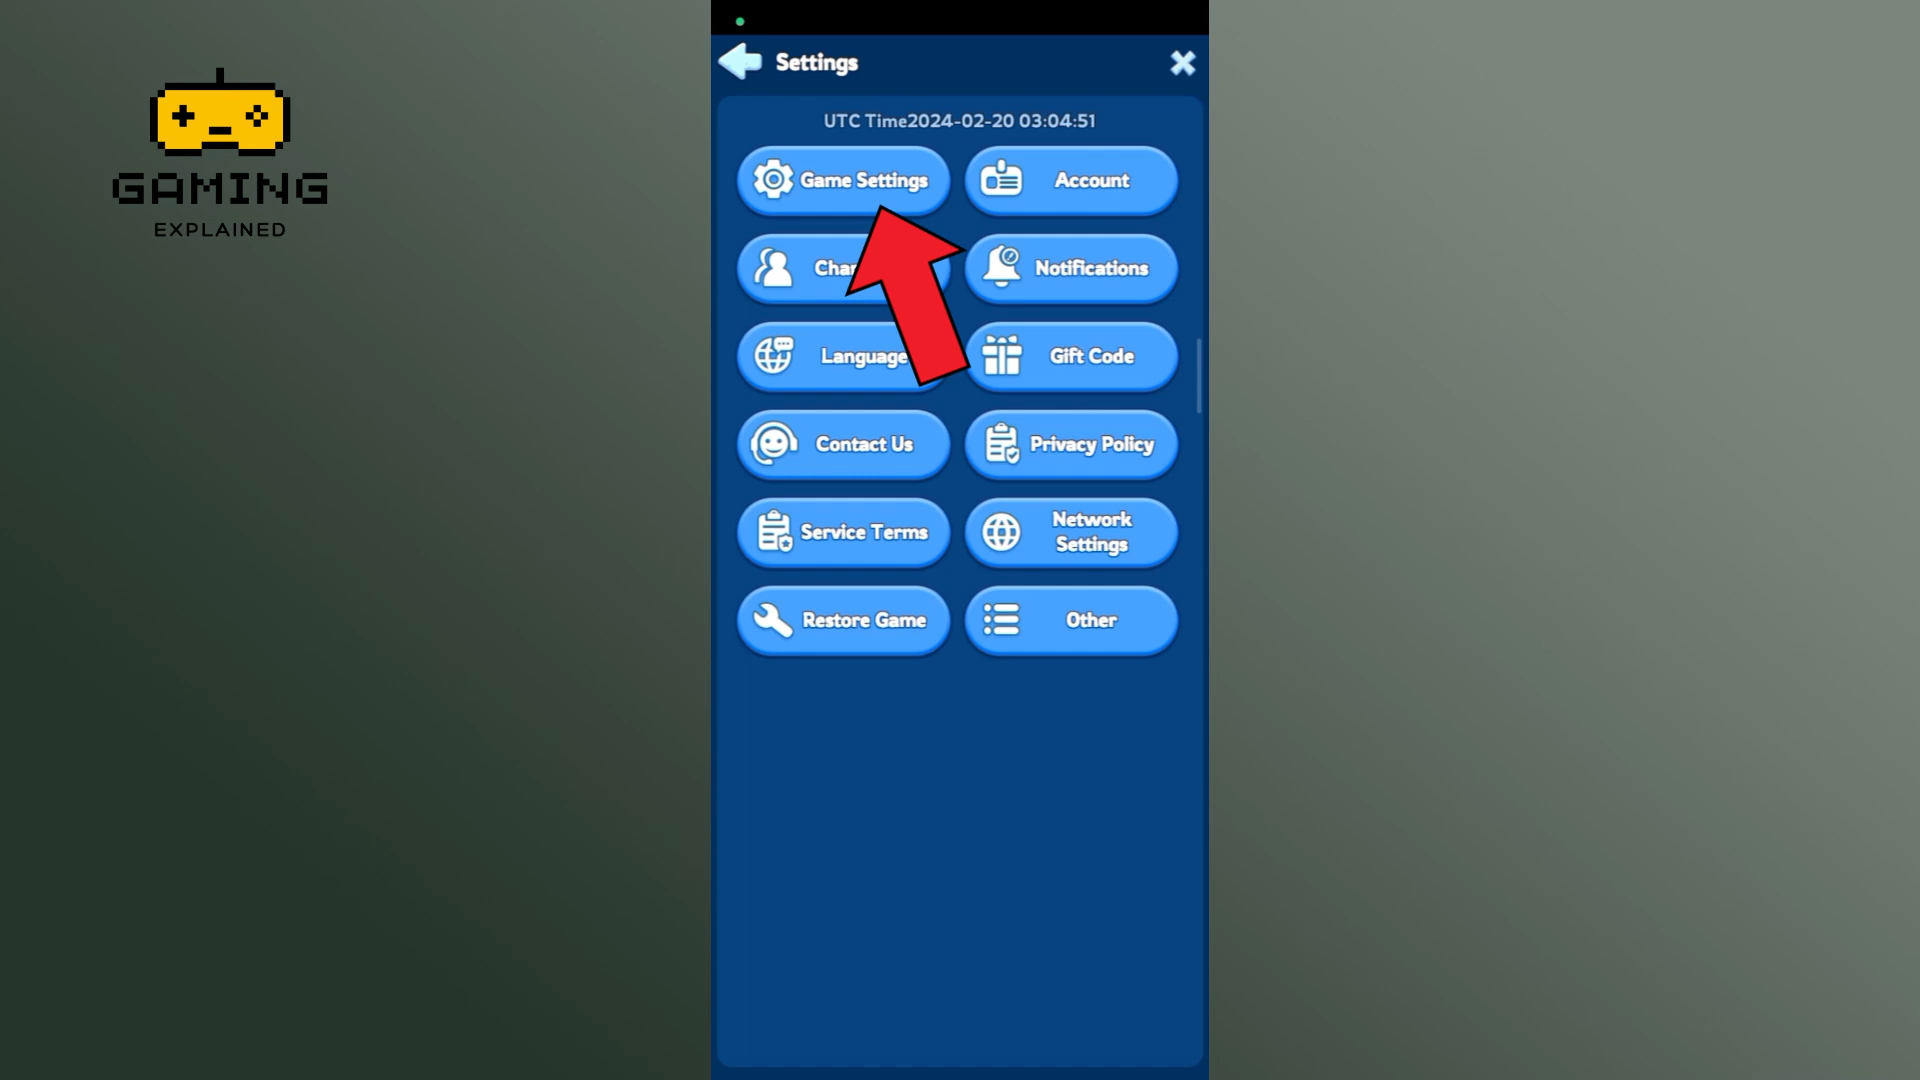 GAMING
EXPLAINED
Settings
UTC Time2024-02-20 03:04:51
Game Settings
Account
Notifications
Language
Gift Code
Contact Us
Privacy Policy
Service Terms
Network
Settings
Restore Game
Other